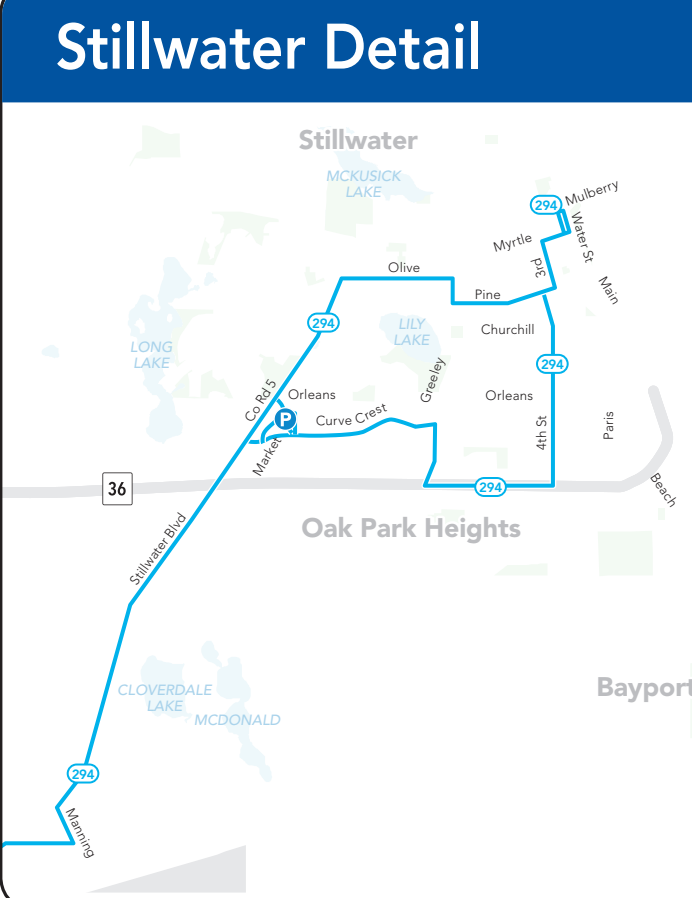 Stillwater Detail
Stillwater
MCKUSICK
LAKE
294
Mulberry
Water St
Myrtle
3rd
Main
Olive
Pine
294
LILY
LAKE
Churchill
LONG
LAKE
294
Greeley
Co Rd 5
Orleans
Orleans
P
Curve Crest
4th St
Paris
Market
36
294
Beach
Oak Park Heights
Stillwater Blvd
CLOVERDALE
LAKE
MCDONALD
Bayport
294
Manning